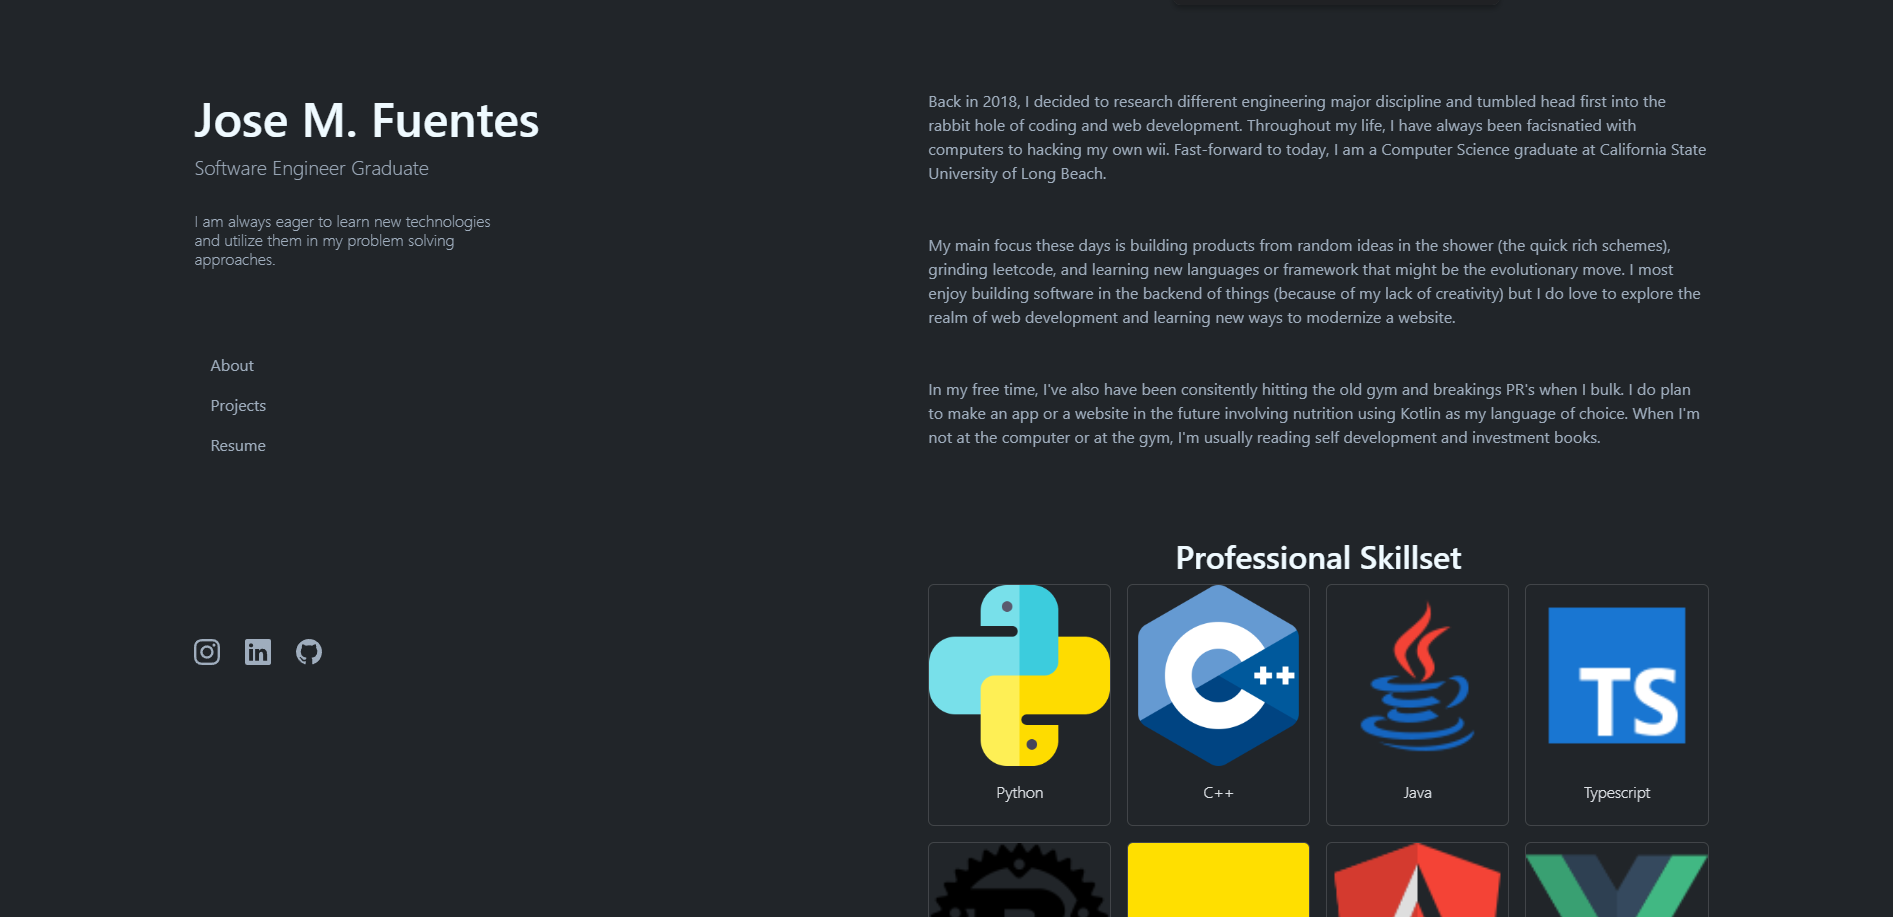 Jose M. Fuentes
Software Engineer Graduate
I am always eager to learn new technologies
and utilize them in my problem solving
approaches.
About
Projects
Resume
Back in 2018, I decided to research different engineering major discipline and tumbled head first into the
rabbit hole of coding and web development. Throughout my life, I have always been facisnatied with
computers to hacking my own wii. Fast-forward to today, I am a Computer Science graduate at California State
University of Long Beach.
My main focus these days is building products from random ideas in the shower (the quick rich schemes),
grinding leetcode, and learning new languages or framework that might be the evolutionary move. I most
enjoy building software in the backend of things (because of my lack of creativity) but I do love to explore the
realm of web development and learning new ways to modernize a website.
In my free time, I've also have been consitently hitting the old gym and breakings PR's when I bulk. I do plan
to make an app or a website in the future involving nutrition using Kotlin as my language of choice. When I'm
not at the computer or at the gym, I'm usually reading self development and investment books.
Professional Skillset
C++
TS
Python
C++
Java
Typescript